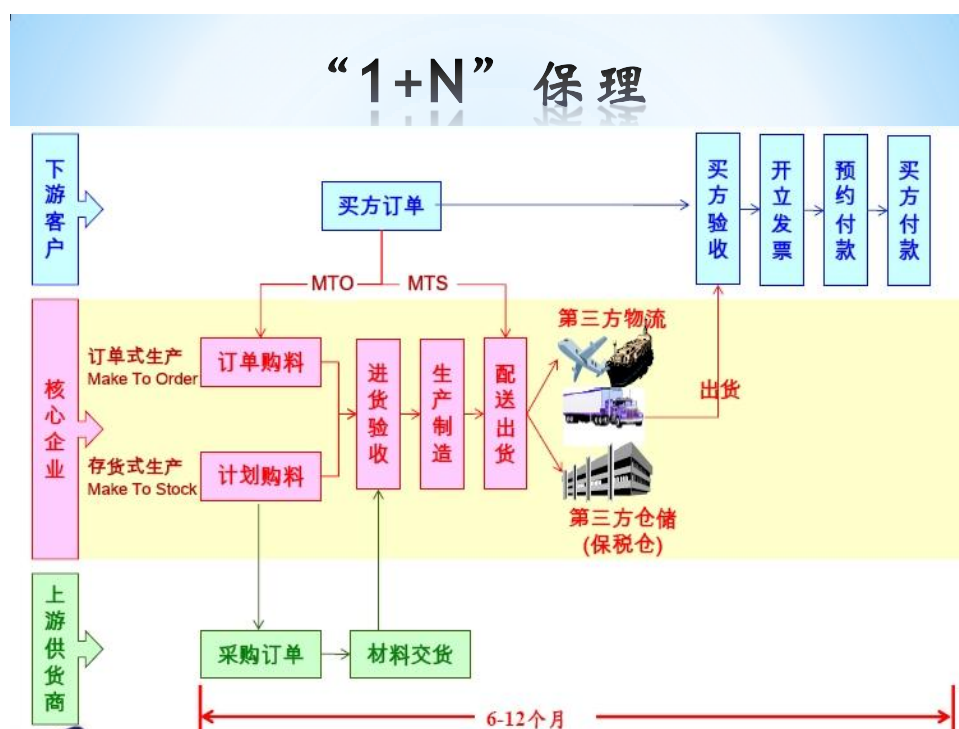 “1+N”保理
下游客户
买方订单
买方验收
开立发票
预约付款
买方付款
MTO
MTS
核心企业
订单式生产
Make To Order
存货式生产
Make To Stock
订单购料
计划购料
进货验收
生产制造
配送出货
第三方物流
出货
第三方仓储
(保税仓)
上游供货商
采购订单
材料交货
6-12个月